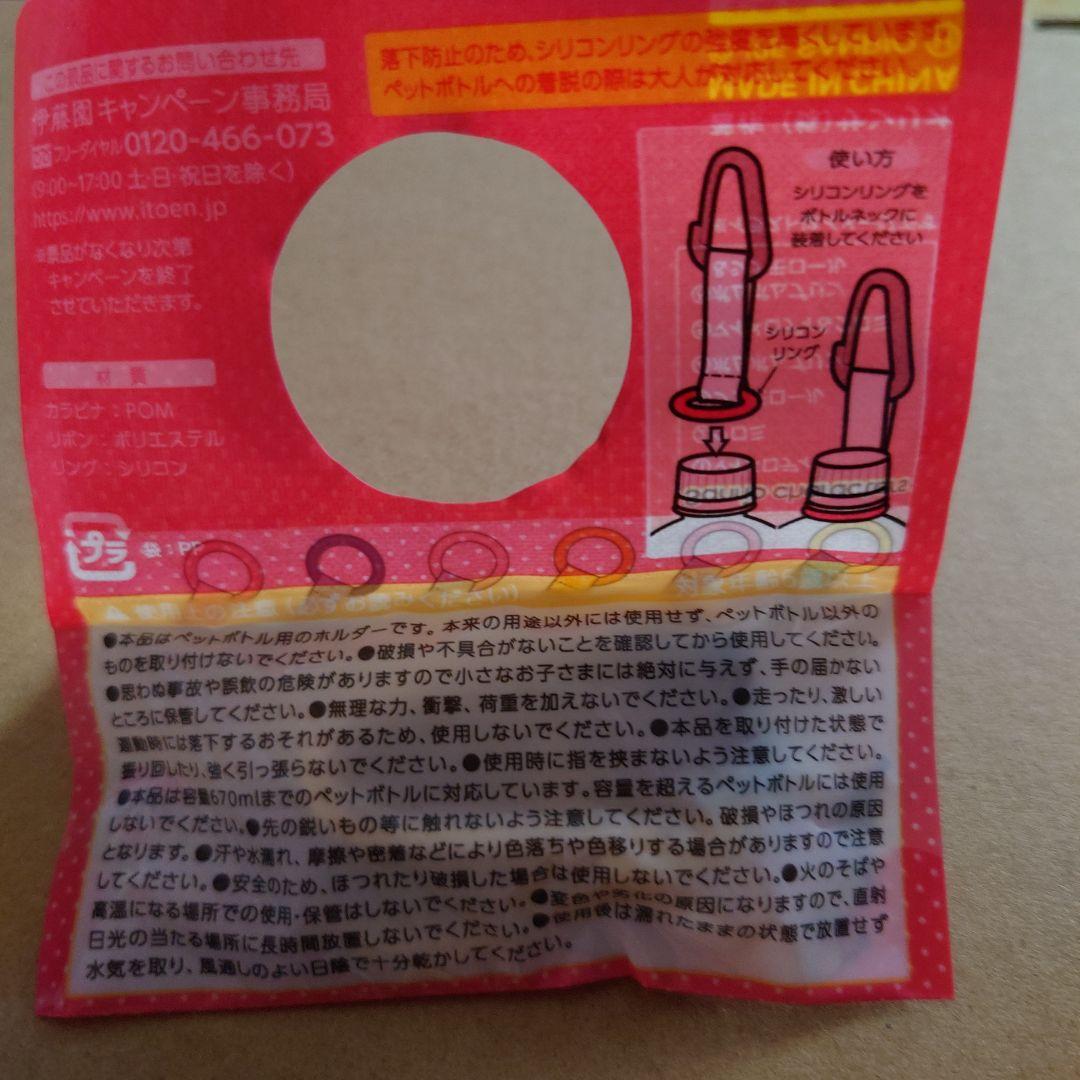 落下防止のため、シリコンリングの強度を高くしています。
ペットボトルへの着脱の際は大人が対応してください。
MADE IN CHINA
この景品に関するお問い合わせ先
伊藤園キャンペーン事務局
フリーダイヤル0120-466-073
(9:00~17:00 土・日・祝日を除く)
https://www.itoen.jp
※景品がなくなり次第
キャンペーンを終了
させていただきます。
材質
カラビナ：POM
リボン：ポリエステル
リング：シリコン
プラ 袋：PP
使い方
シリコンリングを
ボトルネックに
装着してください
シリコン
リング
使用上の注意(必ずお読みください) 対象年齢6歳以上
●本品はペットボトル用のホルダーです。本来の用途以外には使用せず、ペットボトル以外の
ものを取り付けないでください。●破損や不具合がないことを確認してから使用してください。
●思わぬ事故や誤飲の危険がありますので小さなお子さまには絶対に与えず、手の届かない
ところに保管してください。●無理な力、衝撃、荷重を加えないでください。●走ったり、激しい
運動時には落下するおそれがあるため、使用しないでください。●本品を取り付けた状態で
振り回したり、強く引っ張らないでください。●使用時に指を挟まないよう注意してください。
●本品は容量670mlまでのペットボトルに対応しています。容量を超えるペットボトルには使用
しないでください。●先の鋭いもの等に触れないよう注意してください。破損やほつれの原因
となります。●汗や水濡れ、摩擦や密着などにより色落ちや色移りする場合がありますので注意
してください。●安全のため、ほつれたり破損した場合は使用しないでください。●火のそばや
高温になる場所での使用・保管はしないでください。●変色や劣化の原因になりますので、直射
日光の当たる場所に長時間放置しないでください。●使用後は濡れたままの状態で放置せず
水気を取り、風通しのよい日陰で十分乾かしてください。